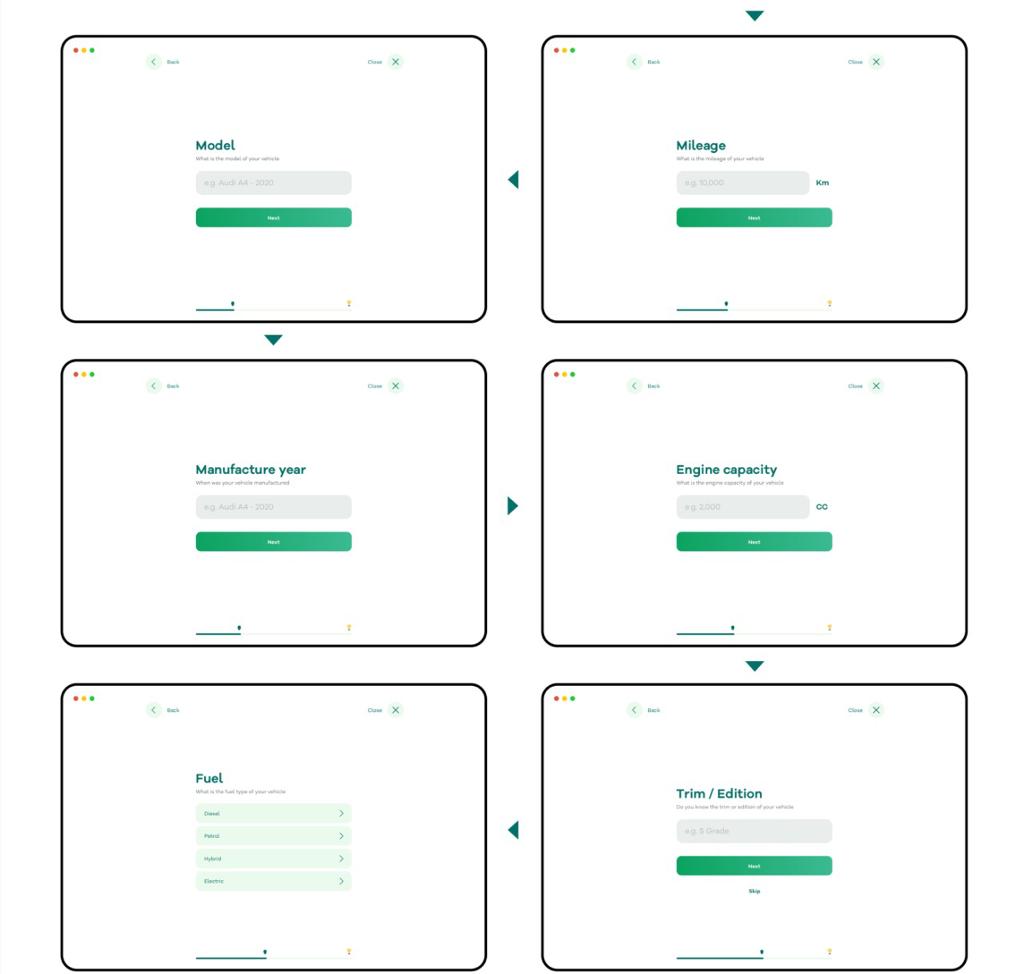 Back
Close
Model
What is the model of your vehicle
e.g. Audi A4 - 2020
Next
Back
Close
Mileage
What is the mileage of your vehicle
e.g. 10,000
Km
Next
Back
Close
Manufacture year
When was your vehicle manufactured
e.g. Audi A4 - 2020
Next
Back
Close
Engine capacity
What is the engine capacity of your vehicle
e.g. 2,000
CC
Next
Back
Close
Fuel
What is the fuel type of your vehicle
Diesel
Petrol
Hybrid
Electric
Back
Close
Trim / Edition
Do you know the trim or edition of your vehicle
e.g. S Grade
Next
Skip